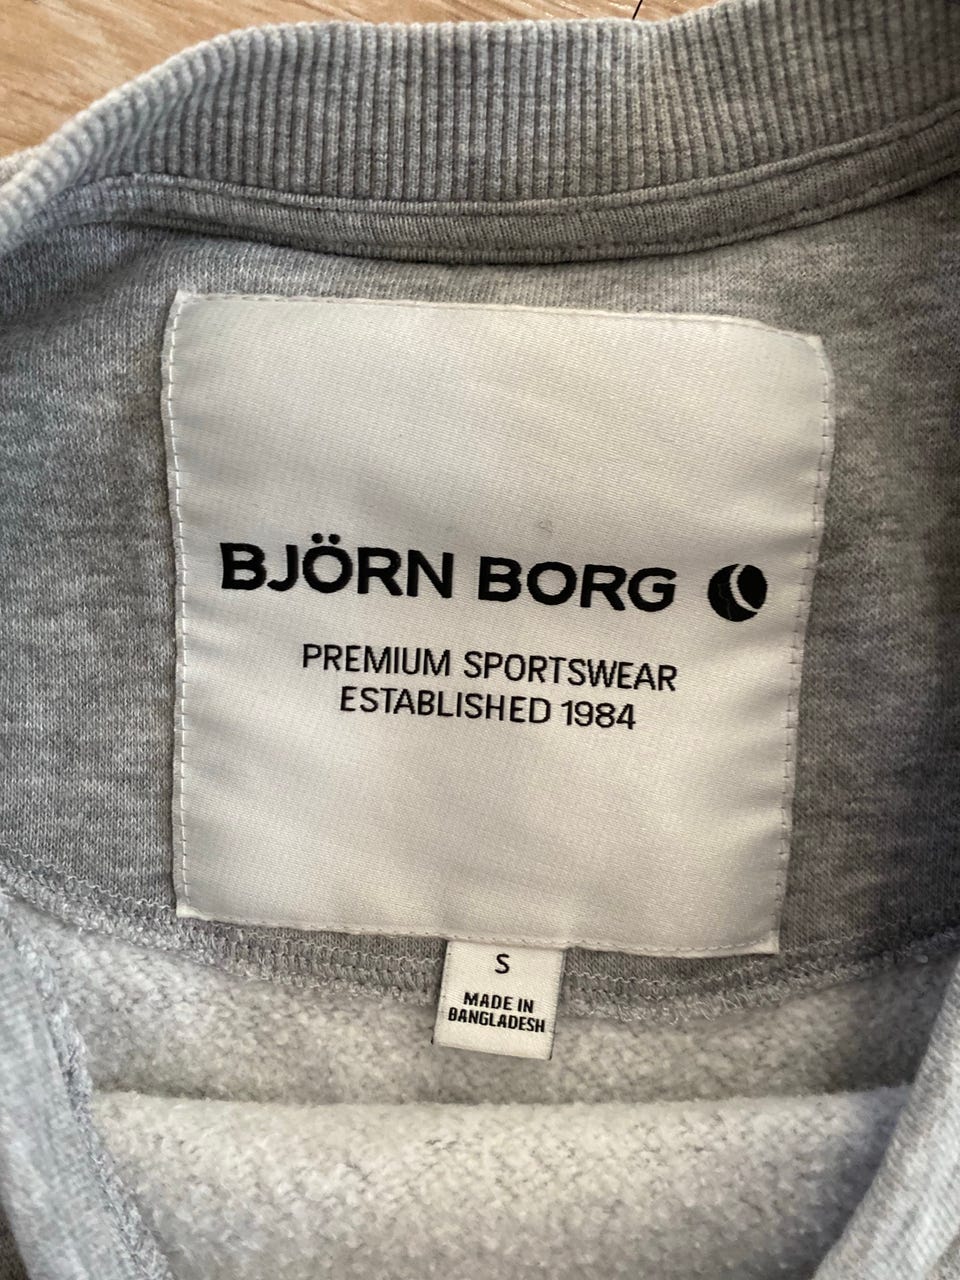 BJÖRN BORG
PREMIUM SPORTSWEAR
ESTABLISHED 1984
S
MADE IN
BANGLADESH